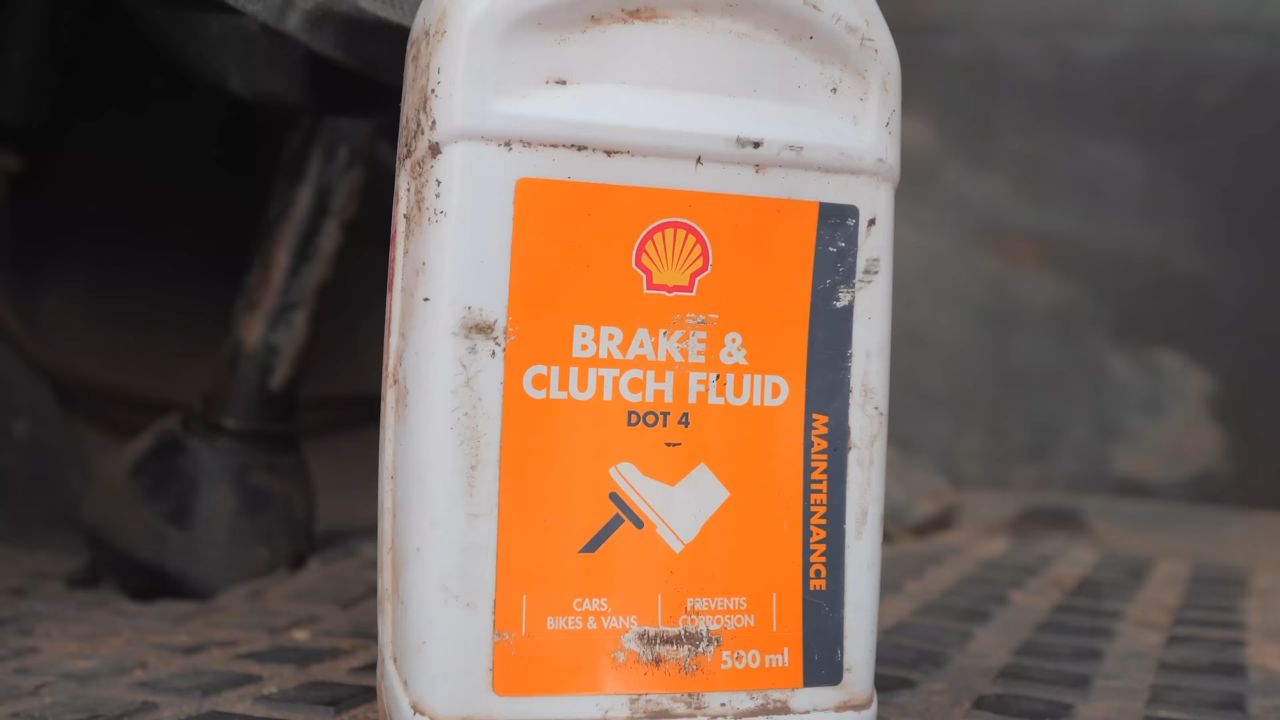 BRAKE &
CLUTCH FLUID
DOT 4
CARS,
BIKES & VANS
PREVENTS
CORROSION
500 ml
MAINTENANCE